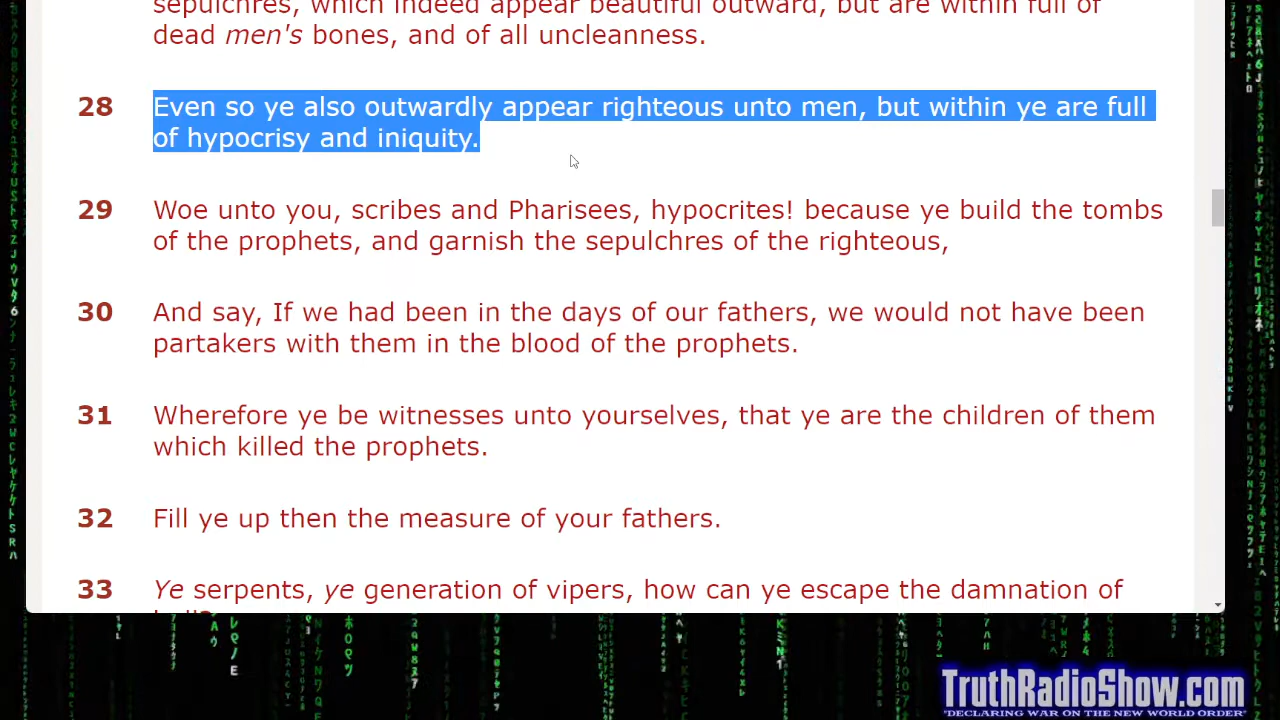 sepulchres, which indeed appear beautiful outward, but are within full of
dead men's bones, and of all uncleanness.
28 Even so ye also outwardly appear righteous unto men, but within ye are full
of hypocrisy and iniquity.
29 Woe unto you, scribes and Pharisees, hypocrites! because ye build the tombs
of the prophets, and garnish the sepulchres of the righteous,
30 And say, If we had been in the days of our fathers, we would not have been
partakers with them in the blood of the prophets.
31 Wherefore ye be witnesses unto yourselves, that ye are the children of them
which killed the prophets.
32 Fill ye up then the measure of your fathers.
33 Ye serpents, ye generation of vipers, how can ye escape the damnation of
TruthRadioShow.com
"DECLARING WAR ON THE NEW WORLD ORDER"